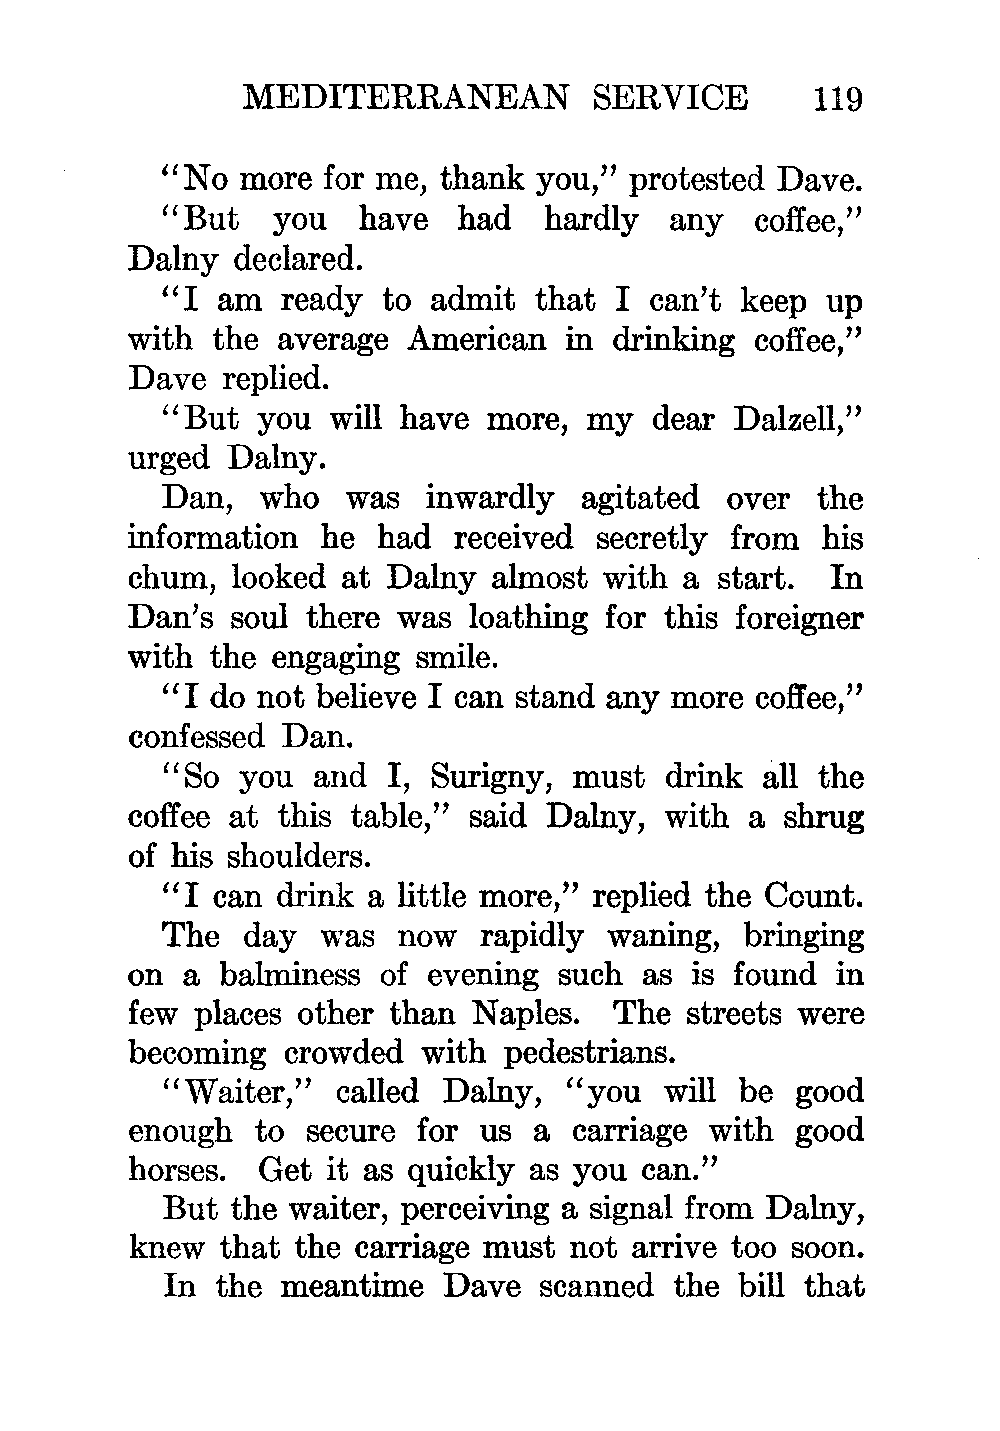 MEDITERRANEAN SERVICE 119
“No more for me, thank you,” protested Dave.
“But you have had hardly any coffee,”
Dalny declared.
“I am ready to admit that I can’t keep up
with the average American in drinking coffee,”
Dave replied.
“But you will have more, my dear Dalzell,”
urged Dalny.
Dan, who was inwardly agitated over the
information he had received secretly from his
chum, looked at Dalny almost with a start. In
Dan’s soul there was loathing for this foreigner
with the engaging smile.
“I do not believe I can stand any more coffee,”
confessed Dan.
“So you and I, Surigny, must drink all the
coffee at this table,” said Dalny, with a shrug
of his shoulders.
“I can drink a little more,” replied the Count.
The day was now rapidly waning, bringing
on a balminess of evening such as is found in
few places other than Naples. The streets were
becoming crowded with pedestrians.
“Waiter,” called Dalny, “you will be good
enough to secure for us a carriage with good
horses. Get it as quickly as you can.”
But the waiter, perceiving a signal from Dalny,
knew that the carriage must not arrive too soon.
In the meantime Dave scanned the bill that